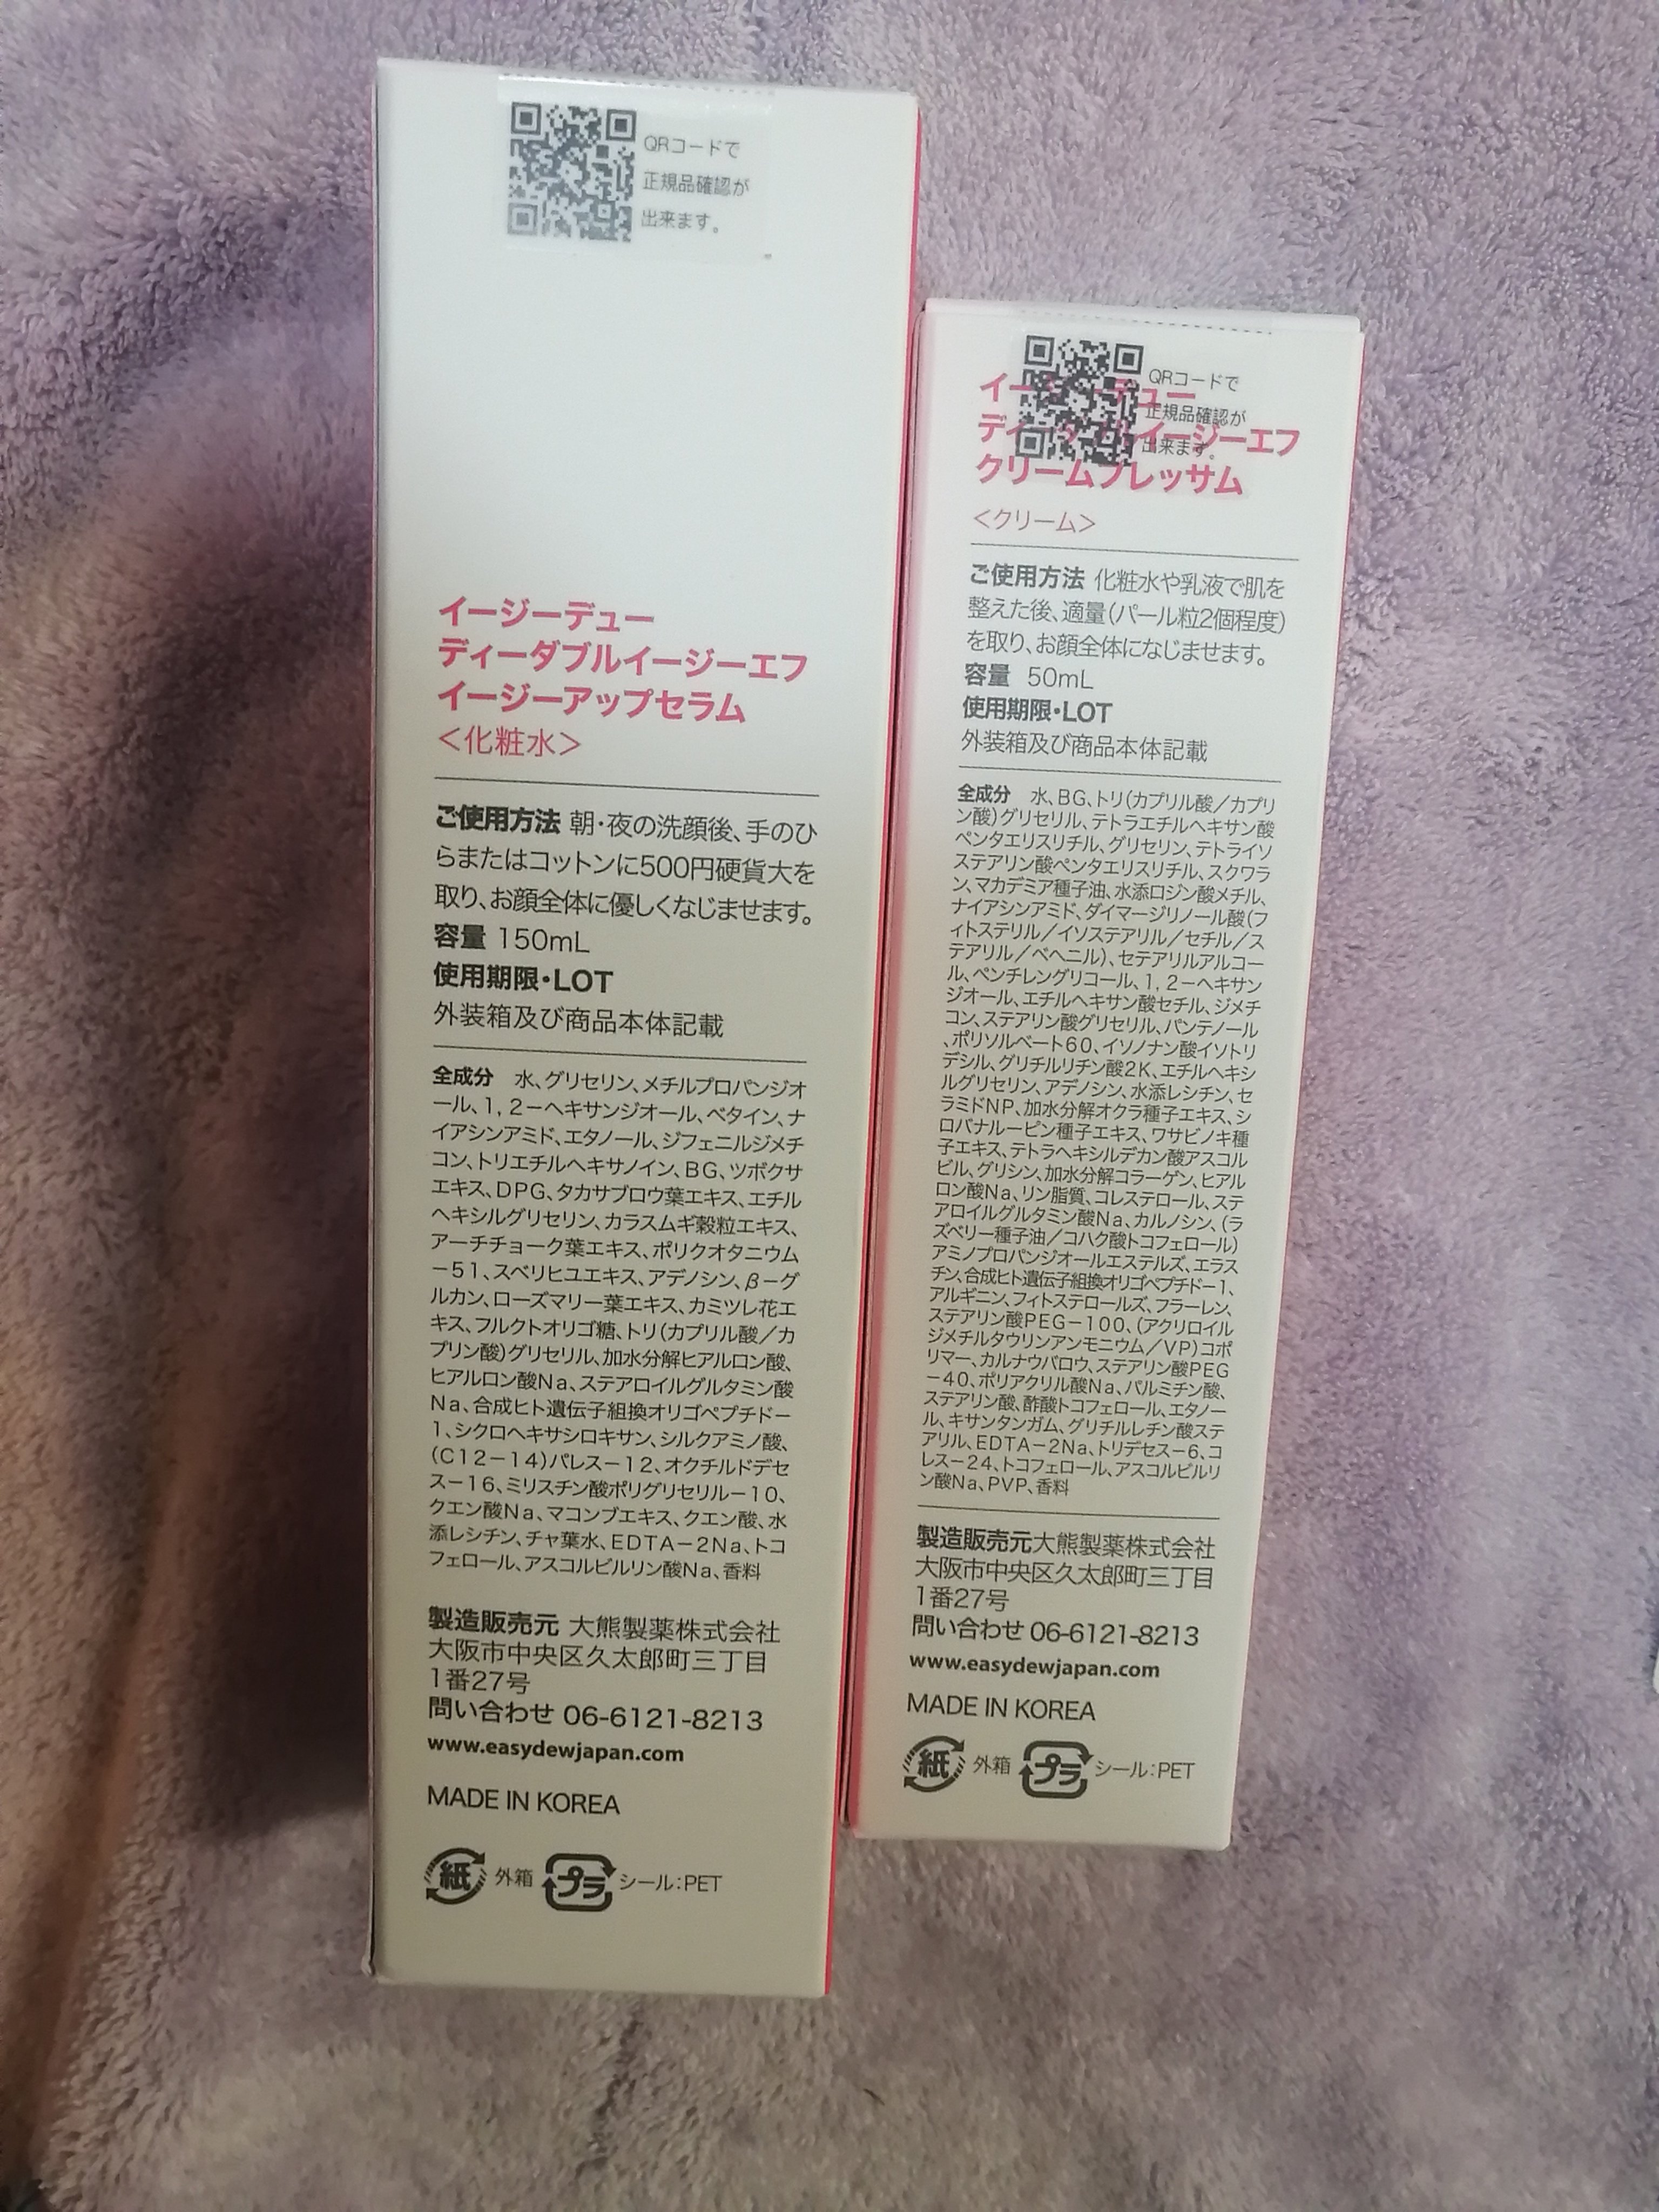 QRコードで
正規品確認が
出来ます。
イージーデュー
ディーダブルイージーエフ
イージーアップセラム
＜化粧水＞
ご使用方法 朝・夜の洗顔後、手のひ
らまたはコットンに500円硬貨大を
取り、お顔全体に優しくなじませます。
容量 150mL
使用期限・LOT
外装箱及び商品本体記載
全成分 水、グリセリン、メチルプロパンジオ
ール、1，2－ヘキサンジオール、ベタイン、ナ
イアシンアミド、エタノール、ジフェニルジメチ
コン、トリエチルヘキサノイン、BG、ツボクサ
エキス、DPG、タカサブロウ葉エキス、エチル
ヘキシルグリセリン、カラスムギ穀粒エキス、
アーチチョーク葉エキス、ポリクオタニウム
－51、スベリヒユエキス、アデノシン、β－グ
ルカン、ローズマリー葉エキス、カミツレ花エ
キス、フルクトオリゴ糖、トリ（カプリル酸／カ
プリン酸）グリセリル、加水分解ヒアルロン酸、
ヒアルロン酸Na、ステアロイルグルタミン酸
Na、合成ヒト遺伝子組換オリゴペプチドー
1、シクロヘキサシロキサン、シルクアミノ酸、
（C12－14）パレス－12、オクチルドデセ
ス－16、ミリスチン酸ポリグリセリル－10、
クエン酸Na、マコンブエキス、クエン酸、水
添レシチン、チャ葉水、EDTA－2Na、トコ
フェロール、アスコルビルリン酸Na、香料
製造販売元 大熊製薬株式会社
大阪市中央区久太郎町三丁目
1番27号
問い合わせ 06-6121-8213
www.easydewjapan.com
MADE IN KOREA
紙 外箱 プラ シール：PET
QRコードで
正規品確認が
出来ます。
イージーデュー
ディーダブルイージーエフ
クリームブレッサム
＜クリーム＞
ご使用方法 化粧水や乳液で肌を
整えた後、適量（パール粒2個程度）
を取り、お顔全体になじませます。
容量 50mL
使用期限・LOT
外装箱及び商品本体記載
全成分 水、BG、トリ（カプリル酸／カプリ
ン酸）グリセリル、テトラエチルヘキサン酸
ペンタエリスリチル、グリセリン、テトライソ
ステアリン酸ペンタエリスリチル、スクワラ
ン、マカデミア種子油、水添ロジン酸メチル、
ナイアシンアミド、ダイマージリノール酸（フ
ィトステリル／イソステアリル／セチル／ス
テアリル／ベヘニル）、セテアリルアルコー
ル、ペンチレングリコール、1，2－ヘキサン
ジオール、エチルヘキサン酸セチル、ジメチ
コン、ステアリン酸グリセリル、パンテノール
、ポリソルベート60、イソノナン酸イソトリ
デシル、グリチルリチン酸2K、エチルヘキシ
ルグリセリン、アデノシン、水添レシチン、セ
ラミドNP、加水分解オクラ種子エキス、シ
ロバナルーピン種子エキス、ワサビノキ種
子エキス、テトラヘキシルデカン酸アスコル
ビル、グリシン、加水分解コラーゲン、ヒアル
ロン酸Na、リン脂質、コレステロール、ステ
アロイルグルタミン酸Na、カルノシン、（ラ
ズベリー種子油／コハク酸トコフェロール）
アミノプロパンジオールエステルズ、エラス
チン、合成ヒト遺伝子組換オリゴペプチドー1、
アルギニン、フィトステロールズ、フラーレン、
ステアリン酸PEG－100、（アクリロイル
ジメチルタウリンアンモニウム／VP）コポ
リマー、カルナウバロウ、ステアリン酸PEG
－40、ポリアクリル酸Na、パルミチン酸、
ステアリン酸、酢酸トコフェロール、エタノー
ル、キサンタンガム、グリチルレチン酸ステ
アリル、EDTA－2Na、トリデセス－6、コ
レス－24、トコフェロール、アスコルビルリ
ン酸Na、PVP、香料
製造販売元大熊製薬株式会社
大阪市中央区久太郎町三丁目
1番27号
問い合わせ 06-6121-8213
www.easydewjapan.com
MADE IN KOREA
紙 外箱 プラ シール：PET